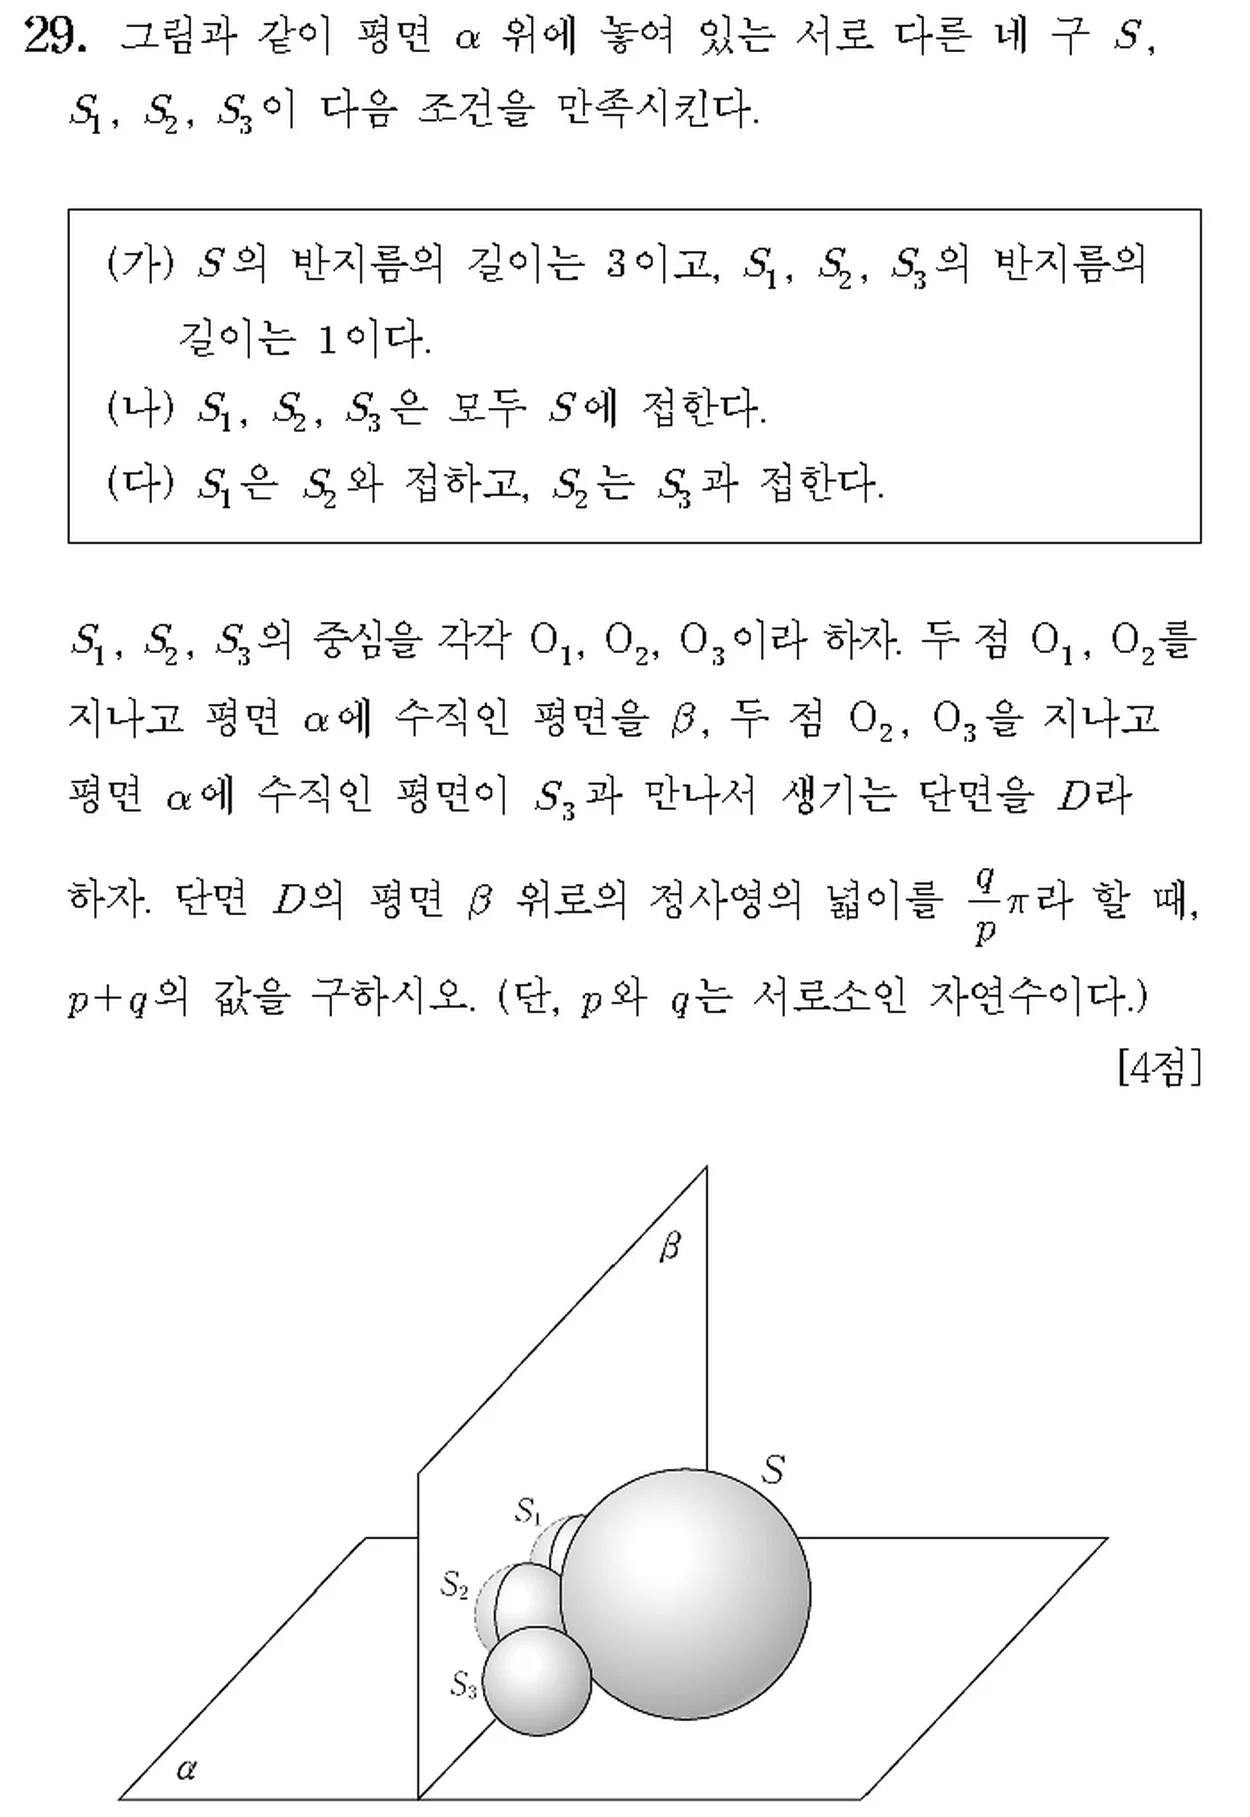 29. 그림과 같이 평면 α 위에 놓여 있는 서로 다른 네 구 S,
S₁, S₂, S₃이 다음 조건을 만족시킨다.
(가) S의 반지름의 길이는 3이고, S₁, S₂, S₃의 반지름의
길이는 1이다.
(나) S₁, S₂, S₃은 모두 S에 접한다.
(다) S₁은 S₂와 접하고, S₂는 S₃과 접한다.
S₁, S₂, S₃의 중심을 각각 O₁, O₂, O₃이라 하자. 두 점 O₁, O₂를
지나고 평면 α에 수직인 평면을 β, 두 점 O₂, O₃을 지나고
평면 α에 수직인 평면이 S₃과 만나서 생기는 단면을 D라
하자. 단면 D의 평면 β 위로의 정사영의 넓이를 q/p π라 할 때,
p+q의 값을 구하시오. (단, p와 q는 서로소인 자연수이다.)
[4점]
β
S
S₁
S₂
S₃
α